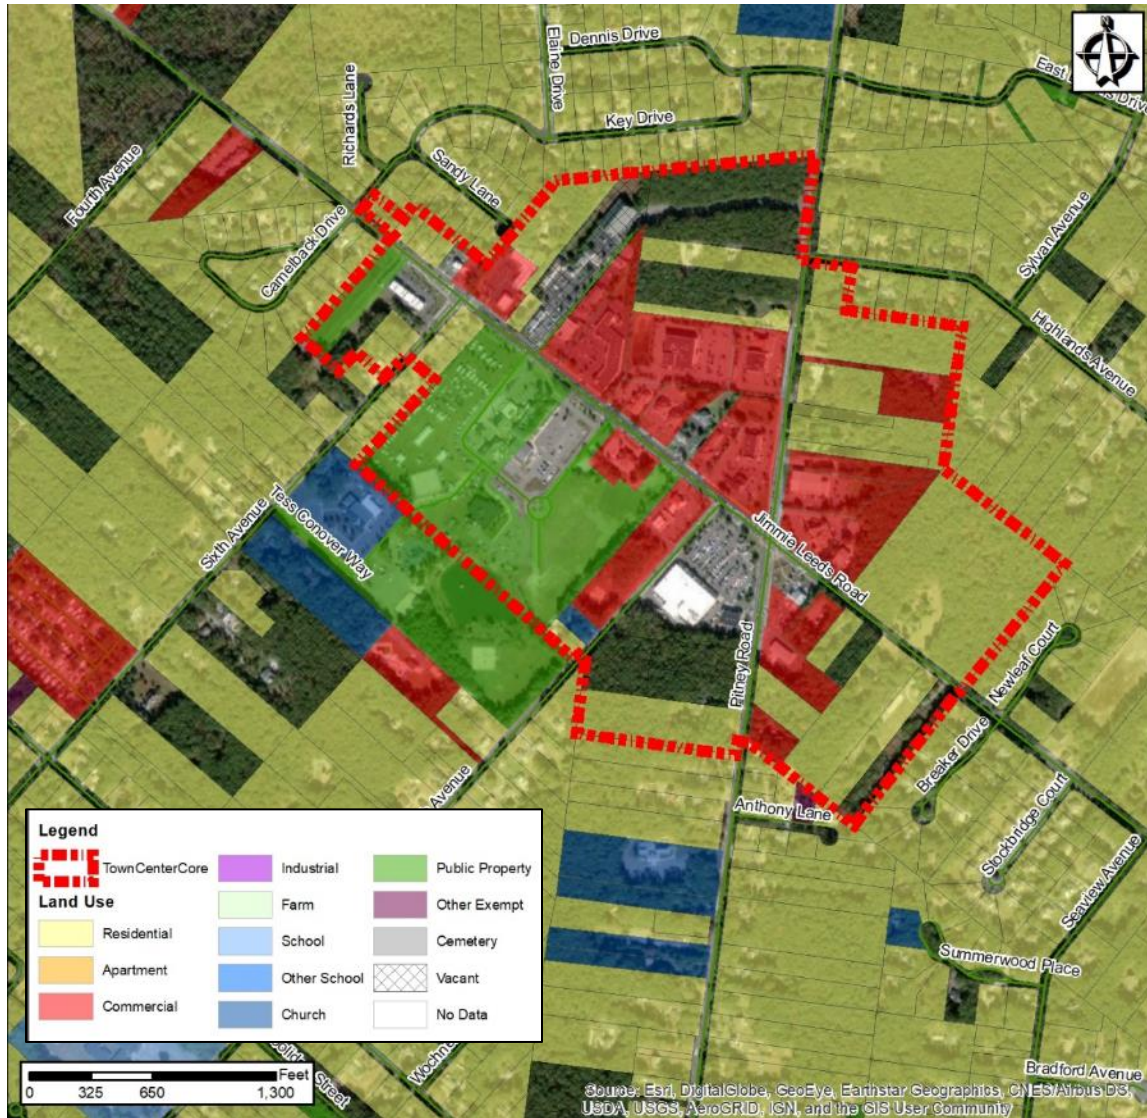 N
Dennis Drive
Elaine Drive
Key Drive
Richards Lane
Sandy Lane
Fourth Avenue
Camelback Drive
Sylvan Avenue
Highlands Avenue
Sixth Avenue
Tess Conover Way
Jimmie Leeds Road
Pitney Road
Newleaf Court
Breaker Drive
Anthony Lane
Avenue
Stockbridge Court
Seaview Avenue
Summerwood Place
Bradford Avenue
Street
Legend
TownCenterCore
Land Use
Residential
Apartment
Commercial
Industrial
Farm
School
Other School
Church
Public Property
Other Exempt
Cemetery
Vacant
No Data
Feet
0 325 650 1,300
Source: Esri, DigitalGlobe, GeoEye, Earthstar Geographics, CNES/Airbus DS,
USDA, USGS, AeroGRID, IGN, and the GIS User Community